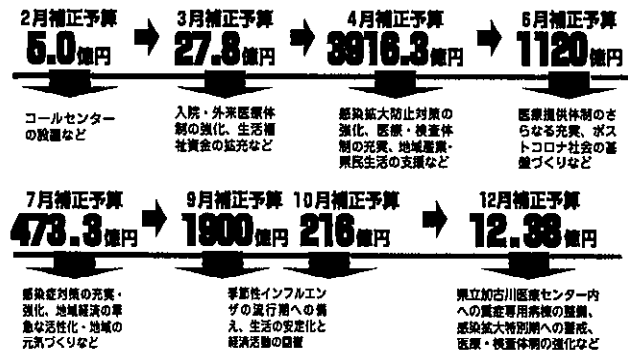 2月補正予算
5.0億円
コールセンター
の設置など
3月補正予算
27.8億円
入院・外来医療体
制の強化、生活福
祉資金の拡充など
4月補正予算
3916.3億円
感染拡大防止対策の
強化、医療・検査体
制の充実、地域産業・
県民生活の支援など
6月補正予算
1120億円
医療提供体制のさ
らなる充実、ポス
トコロナ社会の基
盤づくりなど
7月補正予算
473.3億円
感染症対策の充実・
強化、地域経済の早
急な活性化・地域の
元気づくりなど
9月補正予算
1900億円
10月補正予算
216億円
季節性インフルエン
ザの流行期への備
え、生活の安定化と
経済活動の回復
12月補正予算
12.38億円
県立加古川医療センター内
への重症専用病棟の整備、
感染拡大特別期への警戒、
医療・検査体制の強化など